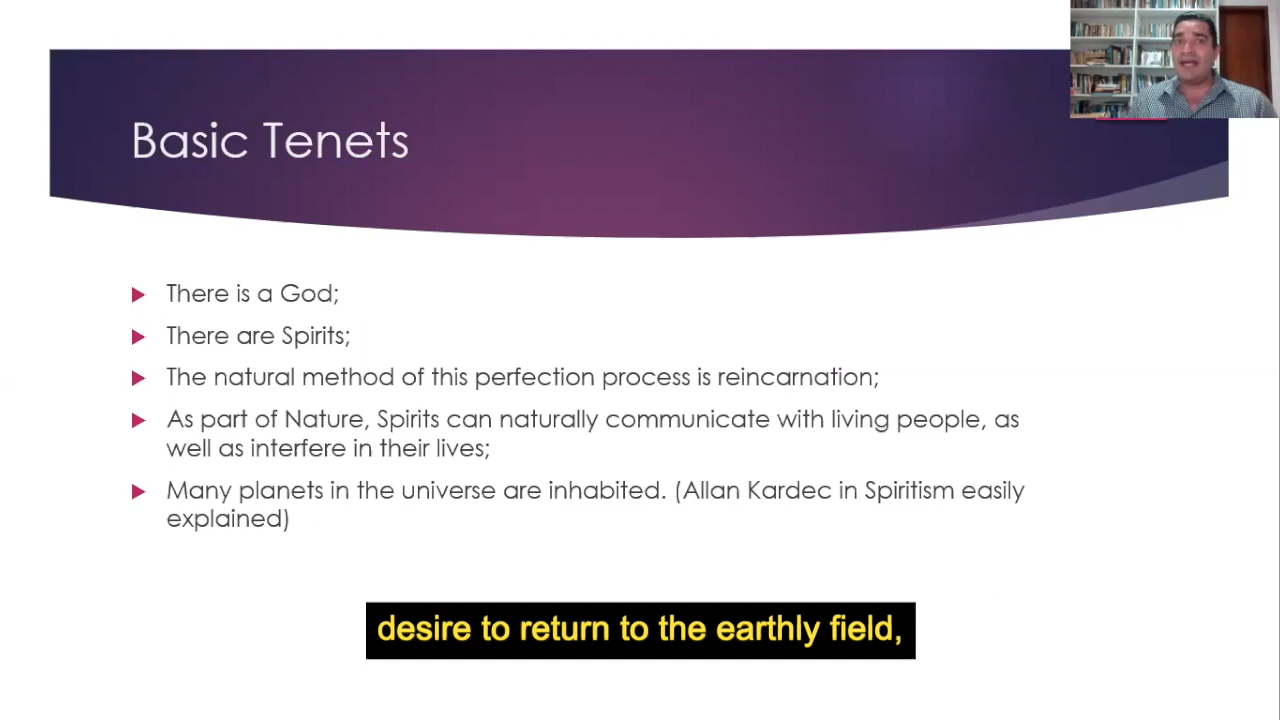 Basic Tenets
There is a God;
There are Spirits;
The natural method of this perfection process is reincarnation;
As part of Nature, Spirits can naturally communicate with living people, as
well as interfere in their lives;
Many planets in the universe are inhabited. (Allan Kardec in Spiritism easily
explained)
desire to return to the earthly field,